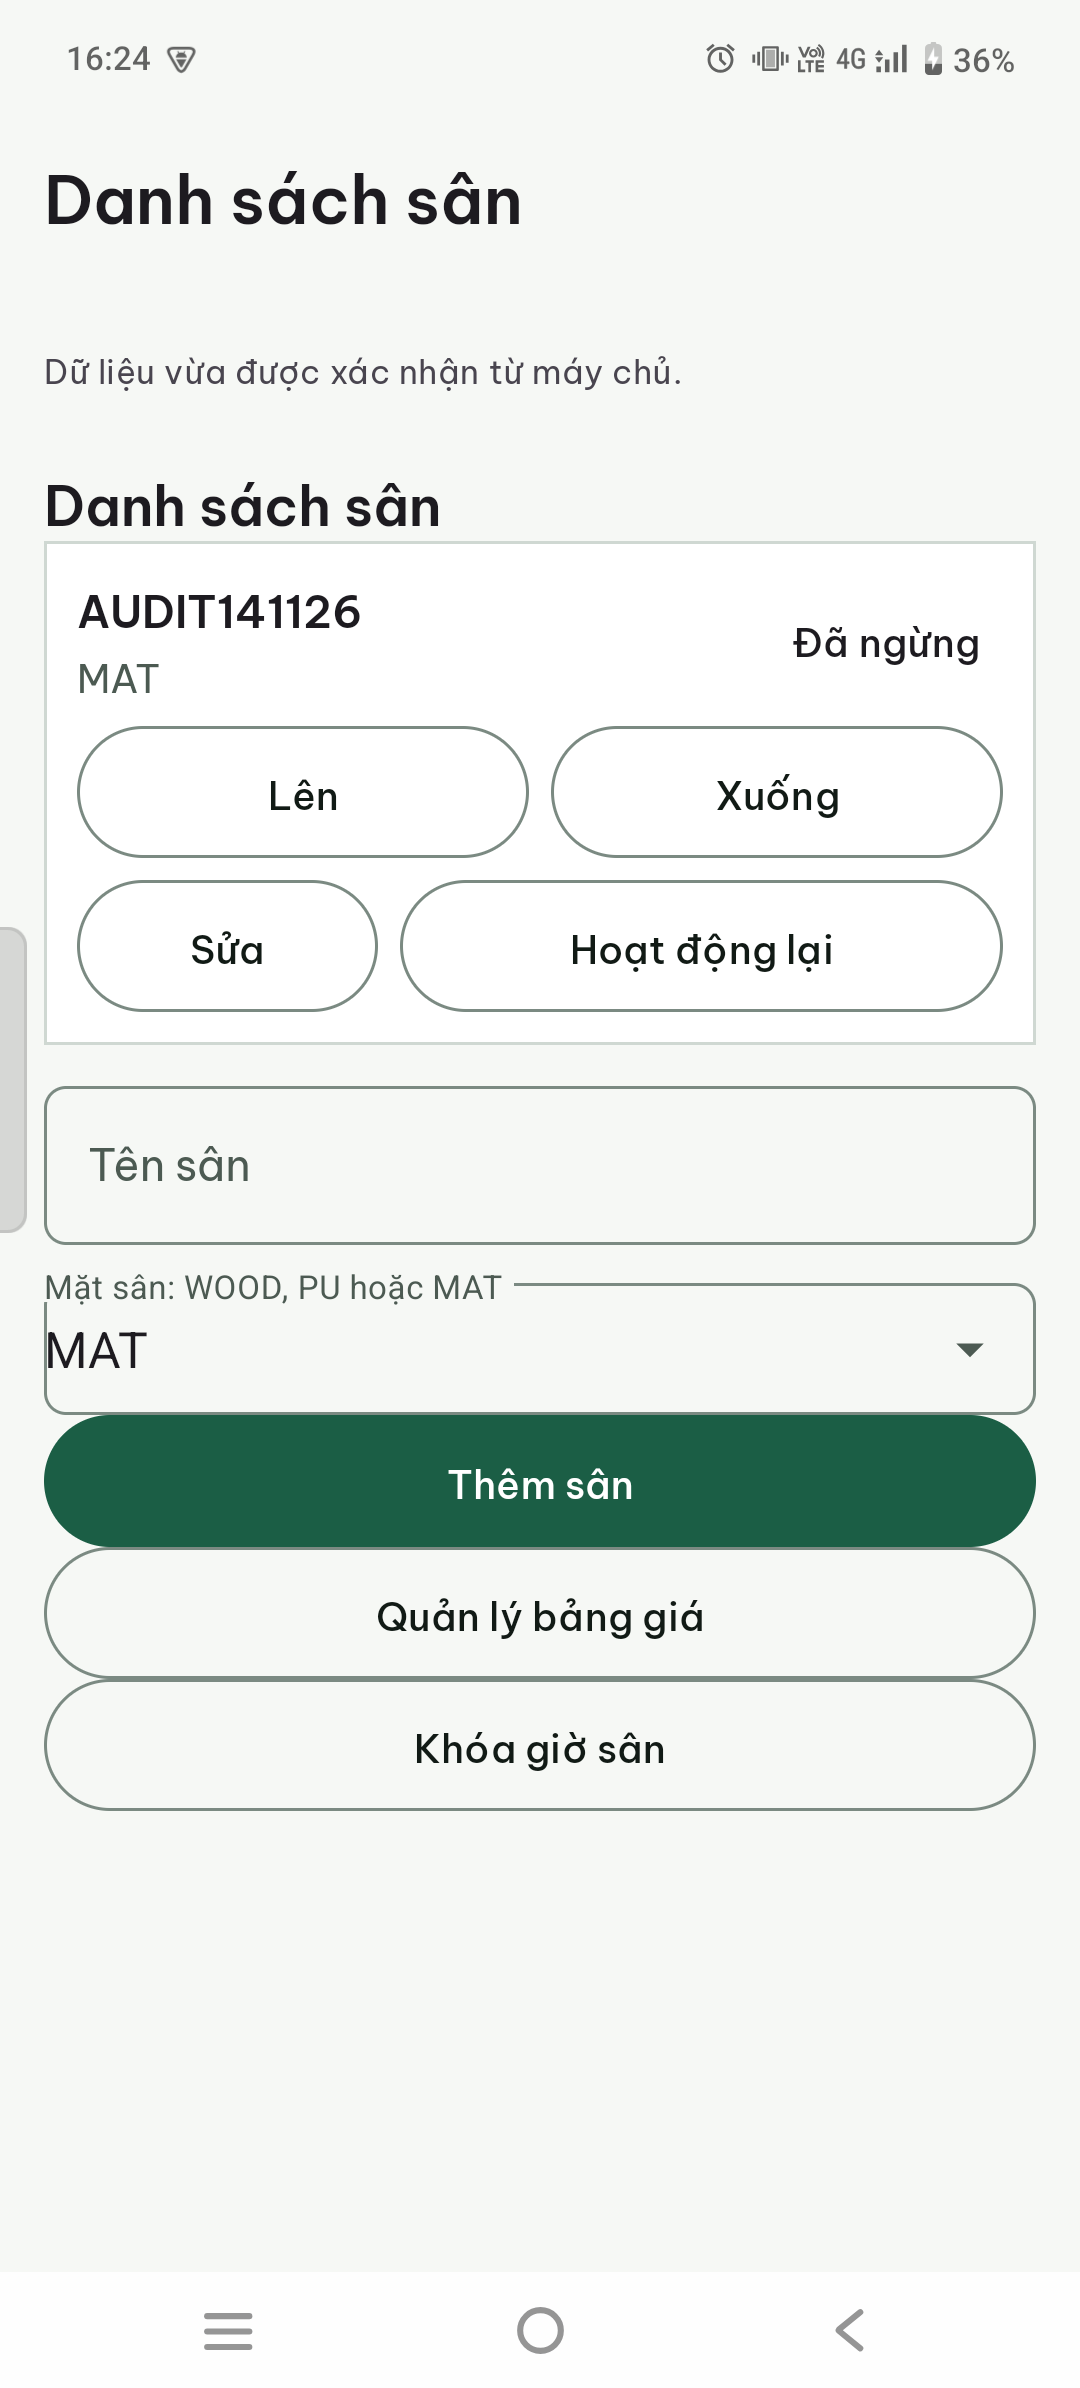 16:24
VoLTE 4G 36%
Danh sách sân
Dữ liệu vừa được xác nhận từ máy chủ.
Danh sách sân
AUDIT141126
Đã ngừng
MAT
Lên
Xuống
Sửa
Hoạt động lại
Tên sân
Mặt sân: WOOD, PU hoặc MAT
MAT
Thêm sân
Quản lý bảng giá
Khóa giờ sân